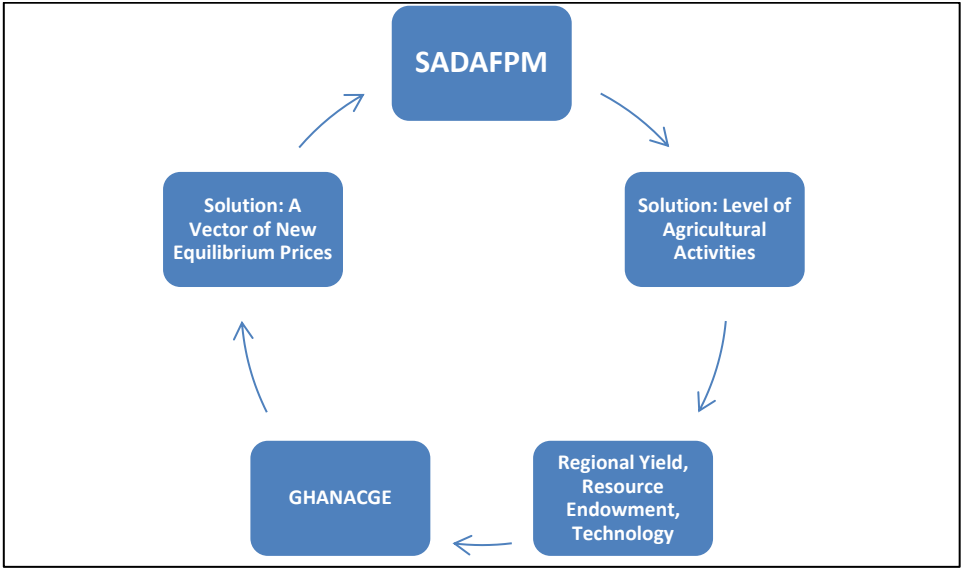 SADAFPM
Solution: Level of
Agricultural
Activities
Regional Yield,
Resource
Endowment,
Technology
GHANACGE
Solution: A
Vector of New
Equilibrium Prices